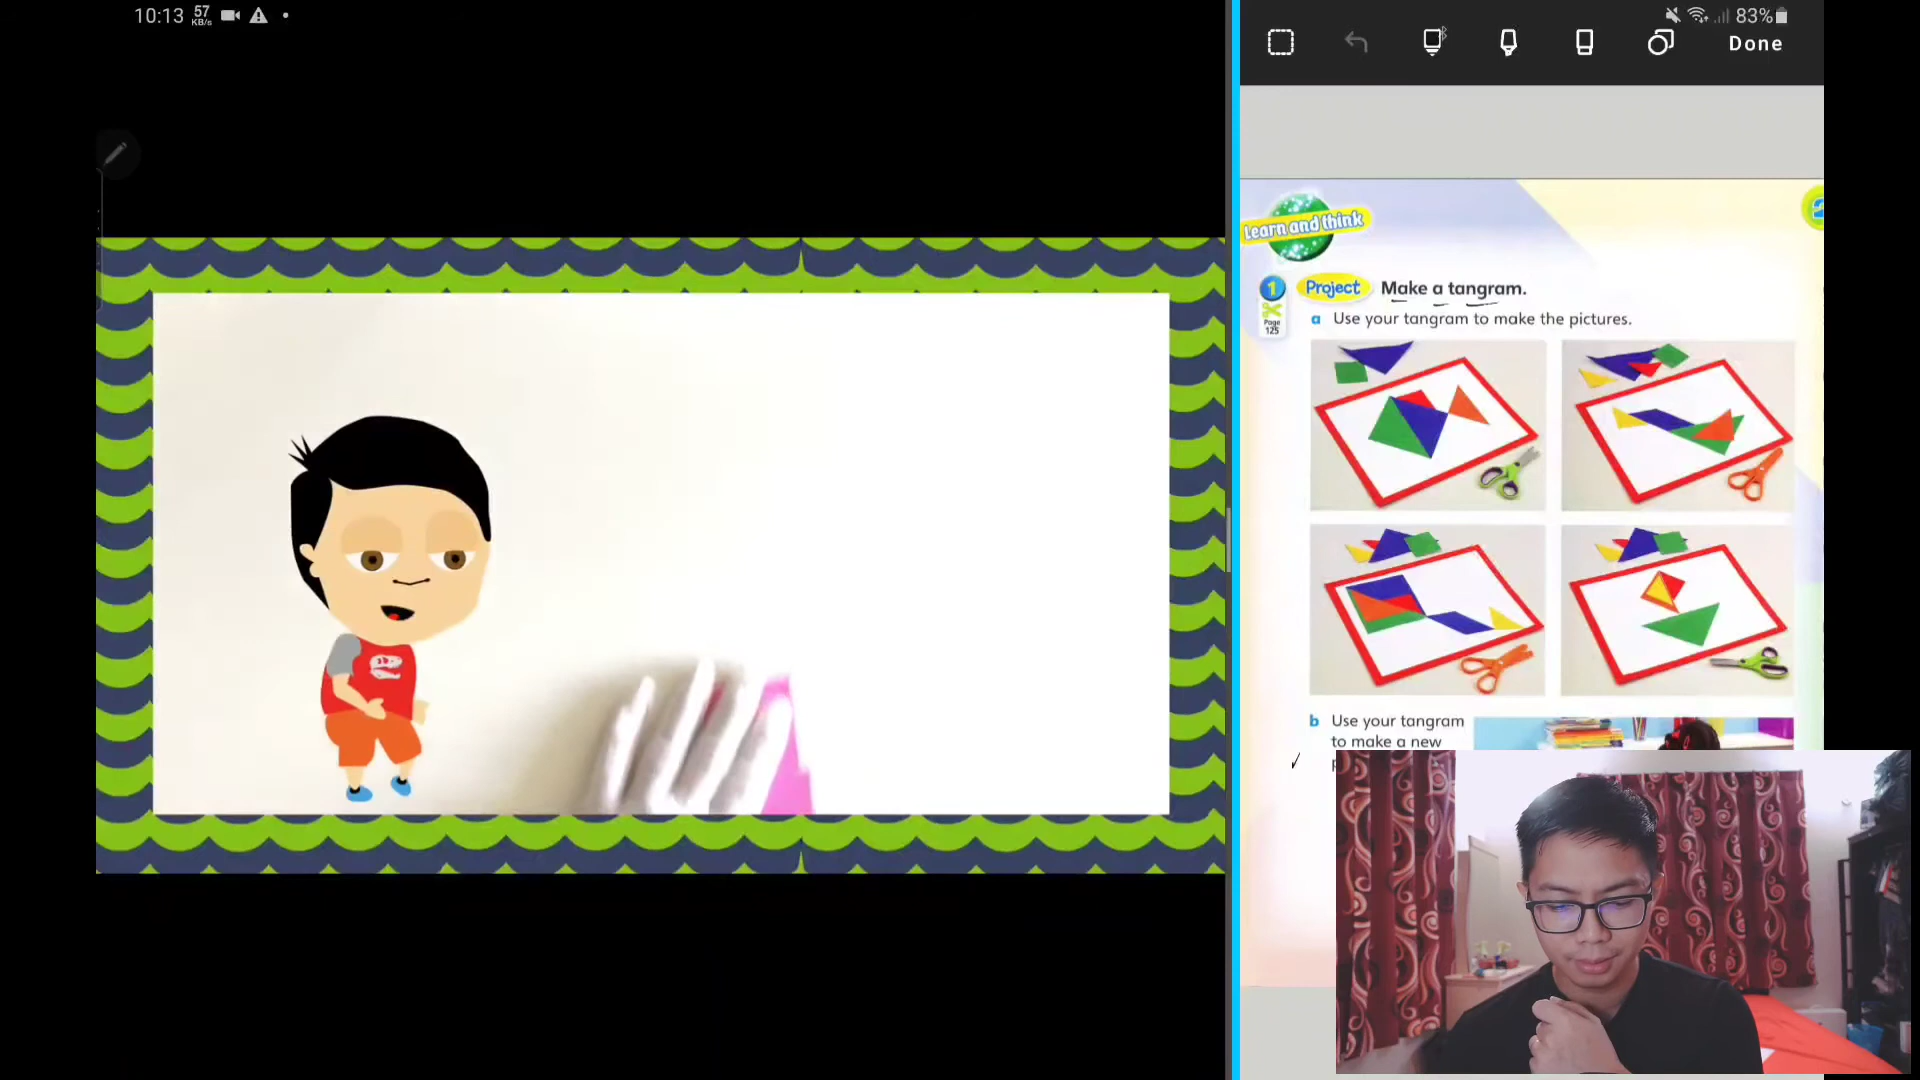 10:13 57 KB/s
83%
Done
Learn and think
1 Project Make a tangram.
Page 125
a Use your tangram to make the pictures.
b Use your tangram
to make a new